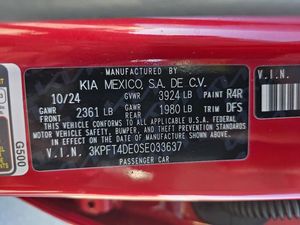 MANUFACTURED BY
KIA MEXICO, S.A. DE C.V.
10/24 GVWR 3924 LB PAINT R4R
GAWR 2361 LB GAWR 1980 LB TRIM DFS
THIS VEHICLE CONFORMS TO ALL APPLICABLE
U.S. FEDERAL MOTOR VEHICLE
SAFETY, BUMPER, AND THEFT PREVENTION STANDARDS
IN EFFECT ON THE DATE OF MANUFACTURE SHOWN ABOVE
V.I.N. 3KPFT4DE0SE033637
PASSENGER CAR
G500
V.I.N.